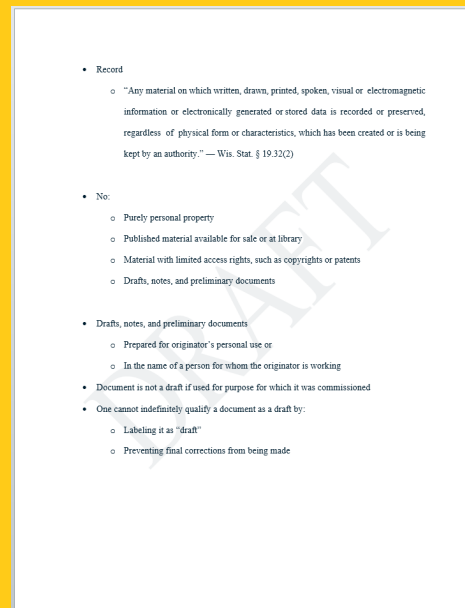 • Record
o "Any material on which written, drawn, printed, spoken, visual or electromagnetic
information or electronically generated or stored data is recorded or preserved,
regardless of physical form or characteristics, which has been created or is being
kept by an authority." — Wis. Stat. § 19.32(2)
• No:
o Purely personal property
o Published material available for sale or at library
o Material with limited access rights, such as copyrights or patents
o Drafts, notes, and preliminary documents
• Drafts, notes, and preliminary documents
o Prepared for originator's personal use or
o In the name of a person for whom the originator is working
• Document is not a draft if used for purpose for which it was commissioned
• One cannot indefinitely qualify a document as a draft by:
o Labeling it as "draft"
o Preventing final corrections from being made
DRAFT